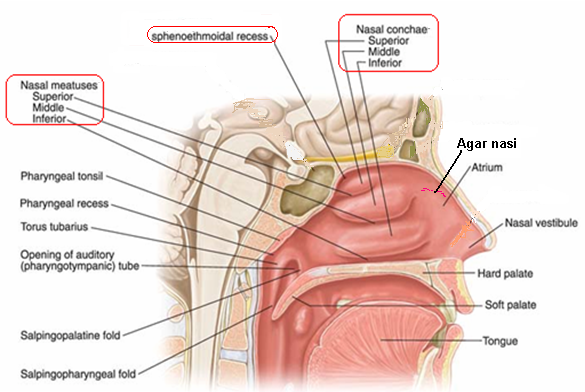 sphenoethmoidal recess
Nasal conchae
Superior
Middle
Inferior
Nasal meatuses
Superior
Middle
Inferior
Agar nasi
Atrium
Pharyngeal tonsil
Pharyngeal recess
Nasal vestibule
Torus tubarius
Opening of auditory
(pharyngotympanic) tube
Hard palate
Soft palate
Salpingopalatine fold
Tongue
Salpingopharyngeal fold